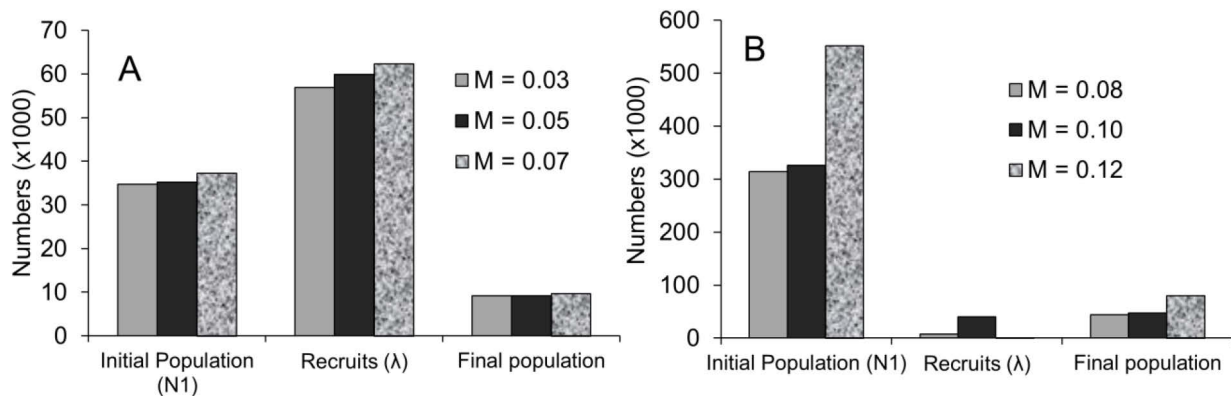 A
Numbers (x1000)
70
60
50
40
30
20
10
0
M = 0.03
M = 0.05
M = 0.07
Initial Population
(N1)
Recruits (λ)
Final population
B
Numbers (x1000)
600
500
400
300
200
100
0
M = 0.08
M = 0.10
M = 0.12
Initial Population (N1)
Recruits (λ)
Final population